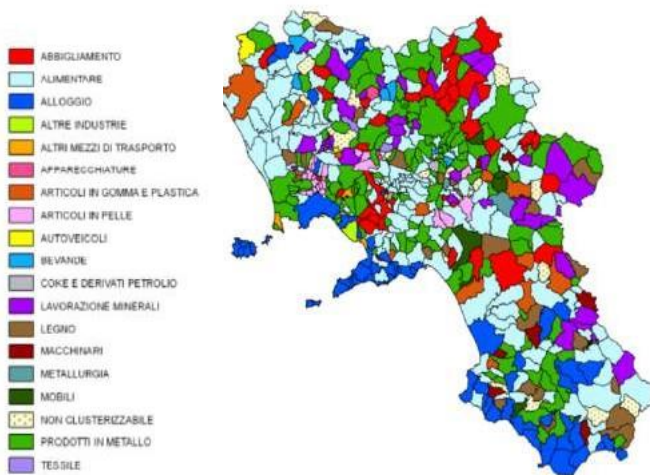 ABBIGLIAMENTO
ALIMENTARE
ALLOGGIO
ALTRE INDUSTRIE
ALTRI MEZZI DI TRASPORTO
APPARECCHIATURE
ARTICOLI IN GOMMA E PLASTICA
ARTICOLI IN PELLE
AUTOVEICOLI
BEVANDE
COKE E DERIVATI PETROLIO
LAVORAZIONE MINERALI
LEGNO
MACCHINARI
METALLURGIA
MOBILI
NON CLUSTERIZZABILE
PRODOTTI IN METALLO
TESSILE